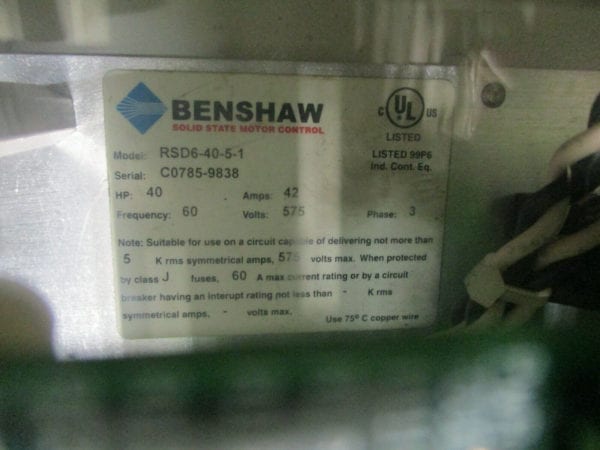 BENSHAW
SOLID STATE MOTOR CONTROL
C UL US
LISTED
Model: RSD6-40-5-1
LISTED 99P6
Serial: C0785-9838
Ind. Cont. Eq.
HP: 40 Amps: 42
Frequency: 60 Volts: 575 Phase: 3
Note: Suitable for use on a circuit capable of delivering not more than
5 K rms symmetrical amps, 575 volts max. When protected
by class J fuses, 60 A max current rating or by a circuit
breaker having an interupt rating not less than - K rms
symmetrical amps, - volts max.
Use 75° C copper wire